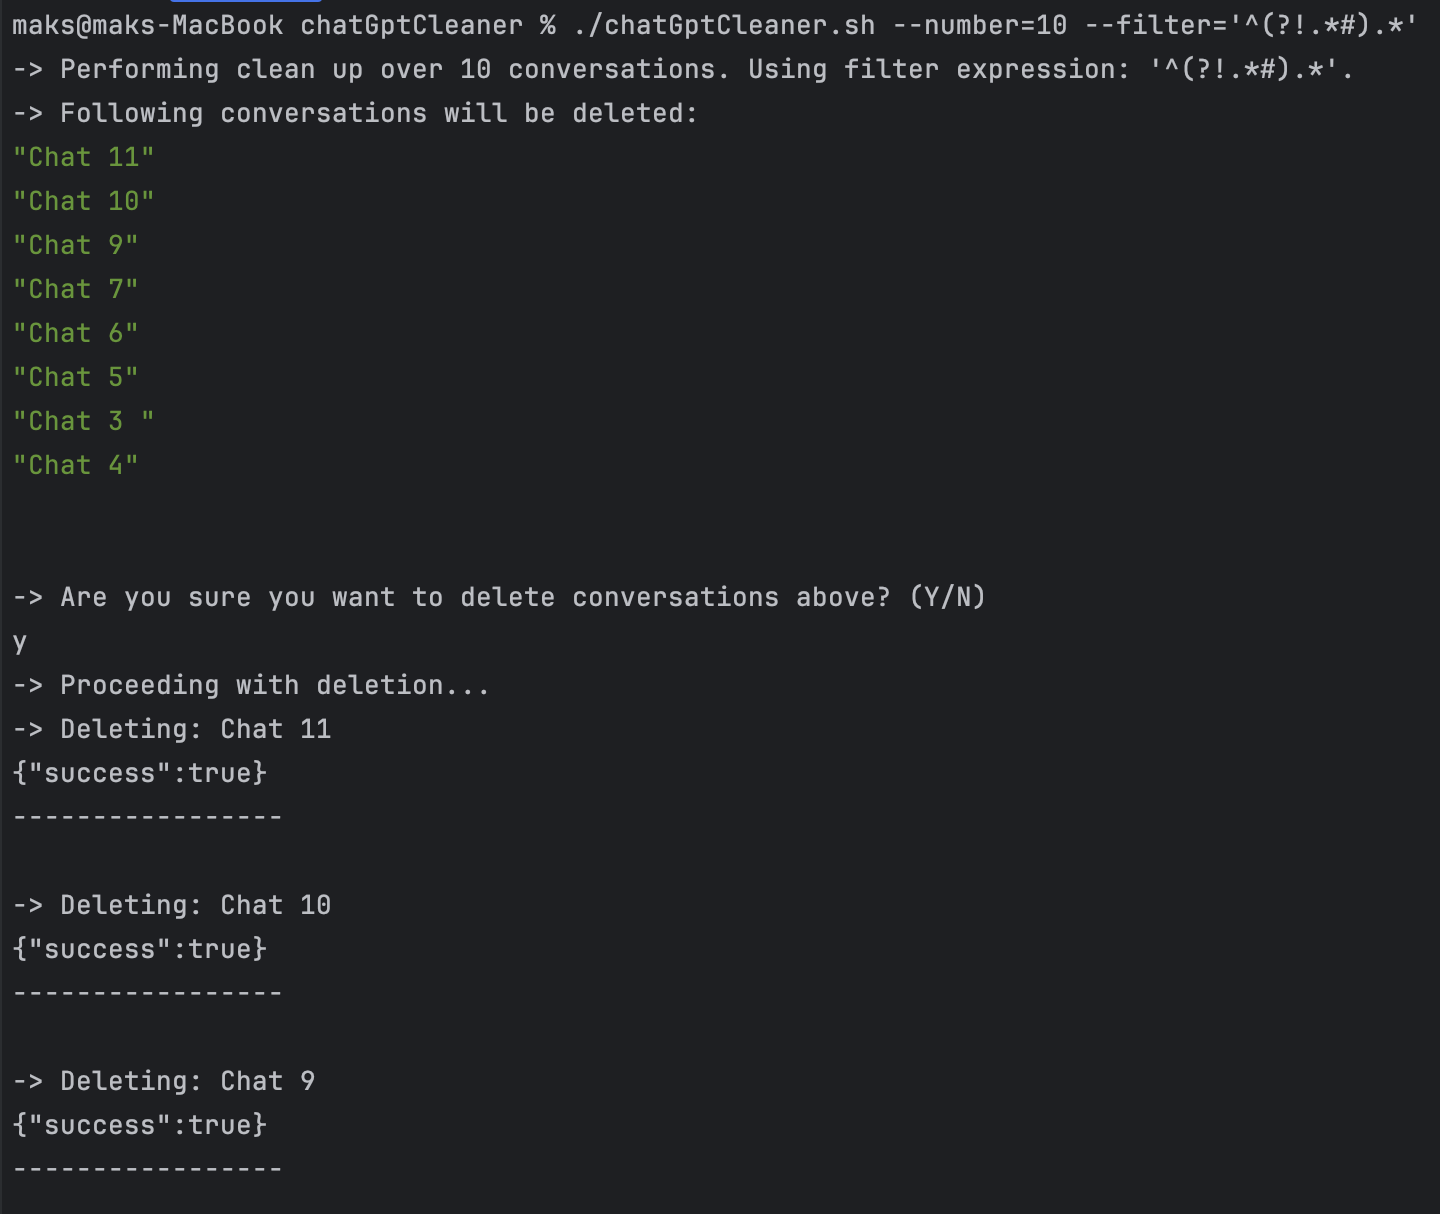 maks@maks-MacBook chatGptCleaner % ./chatGptCleaner.sh --number=10 --filter='^(?!.*#).*'
-> Performing clean up over 10 conversations. Using filter expression: '^(?!.*#).*'.
-> Following conversations will be deleted:
"Chat 11"
"Chat 10"
"Chat 9"
"Chat 7"
"Chat 6"
"Chat 5"
"Chat 3 "
"Chat 4"
-> Are you sure you want to delete conversations above? (Y/N)
y
-> Proceeding with deletion...
-> Deleting: Chat 11
{"success":true}
-----------------
-> Deleting: Chat 10
{"success":true}
-----------------
-> Deleting: Chat 9
{"success":true}
-----------------